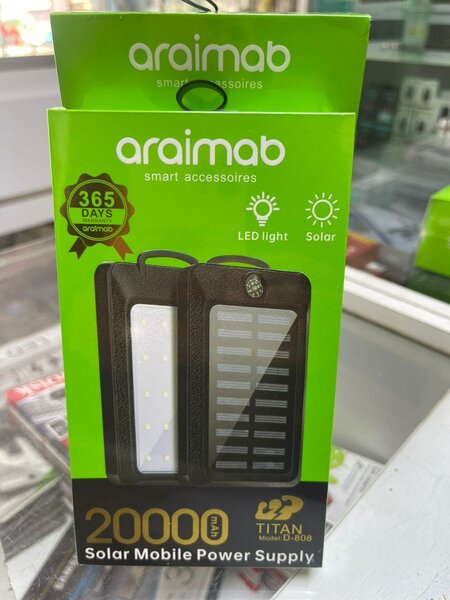 araimab
smart accessoires
araimab
smart accessoires
365
DAYS
WARRANTY
araimab
LED light
Solar
20000 mAh
TITAN
Model: D-808
Solar Mobile Power Supply